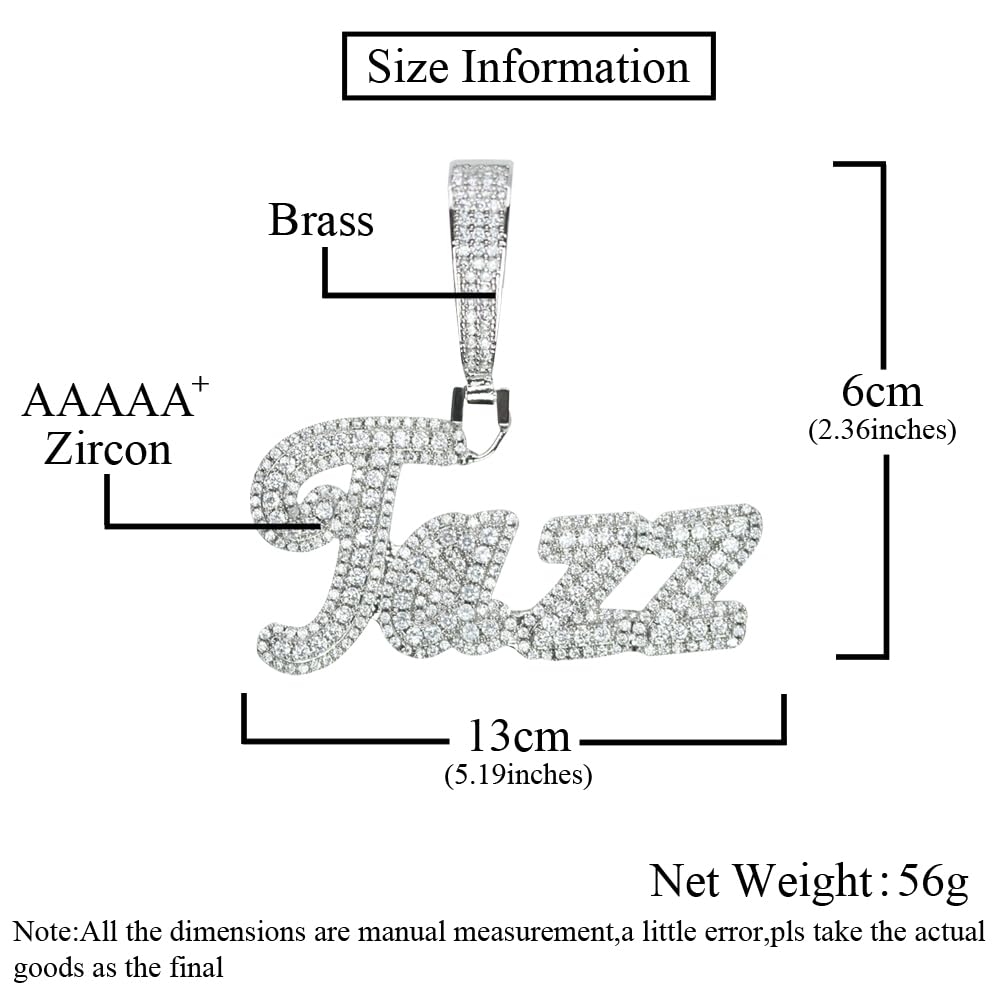 Size Information
Brass
AAAAA+
Zircon
6cm
(2.36inches)
Jazz
13cm
(5.19inches)
Net Weight: 56g
Note:All the dimensions are manual measurement,a little error,pls take the actual
goods as the final